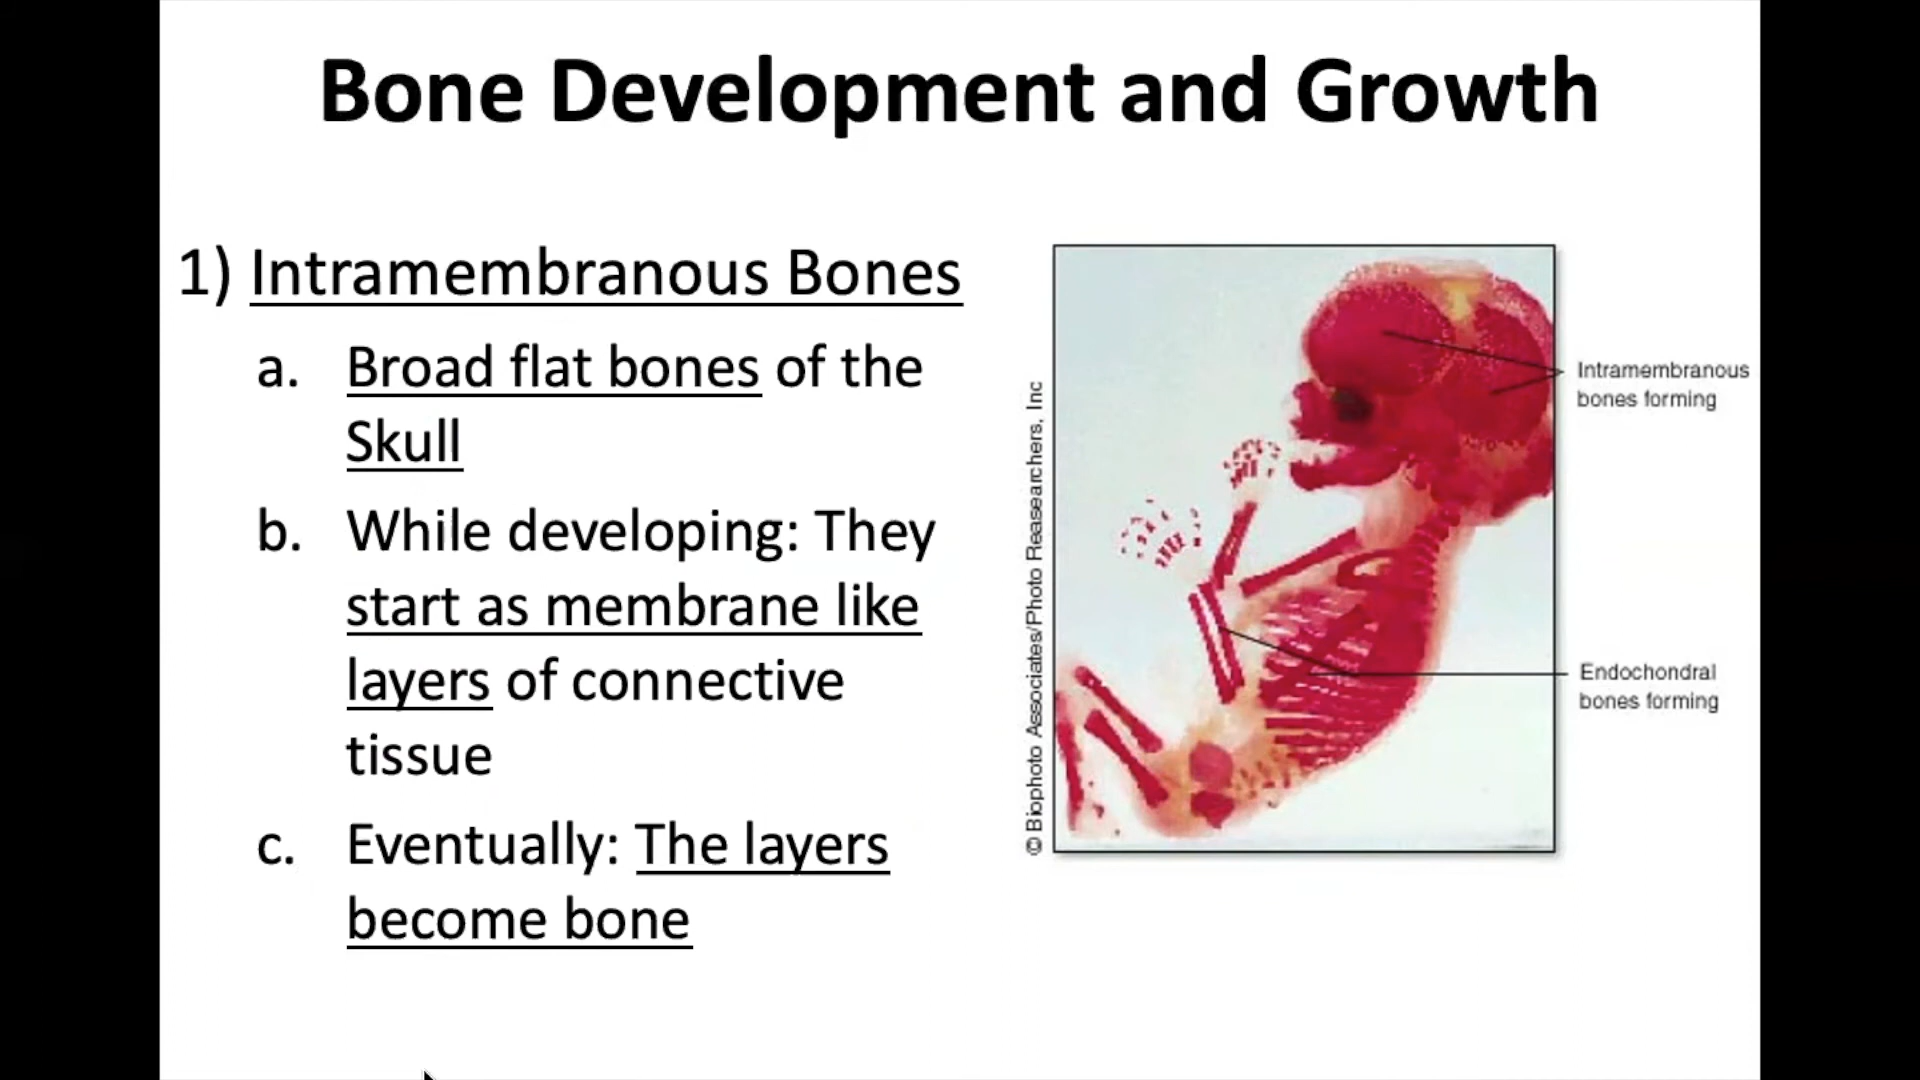 Bone Development and Growth
1) Intramembranous Bones
a. Broad flat bones of the
Skull
b. While developing: They
start as membrane like
layers of connective
tissue
c. Eventually: The layers
become bone
© Biophoto Associates/Photo Reasearchers, Inc
Intramembranous
bones forming
Endochondral
bones forming